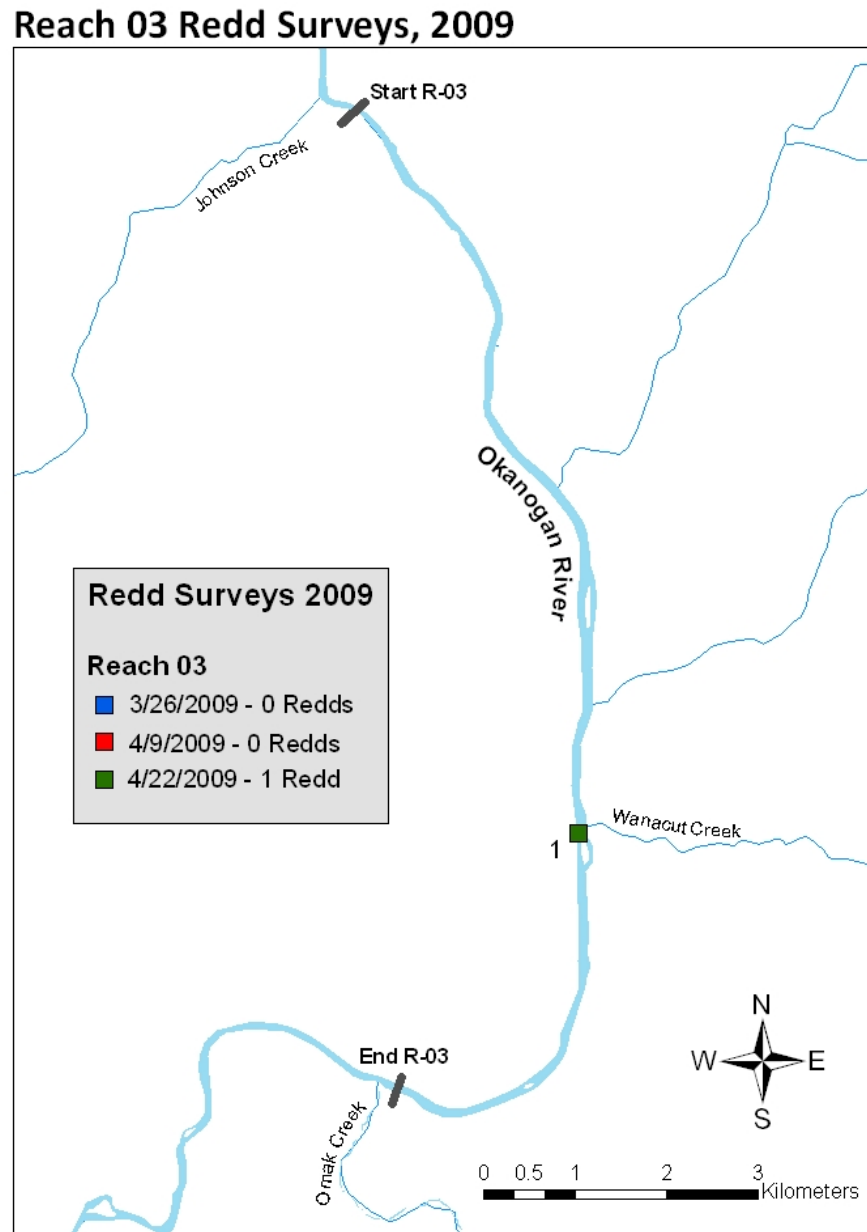 Reach 03 Redd Surveys, 2009
Start R-03
Johnson Creek
Okanogan River
Redd Surveys 2009
Reach 03
3/26/2009 - 0 Redds
4/9/2009 - 0 Redds
4/22/2009 - 1 Redd
Wanacut Creek
1
N
W E
S
End R-03
Omak Creek
0 0.5 1 2 3
Kilometers